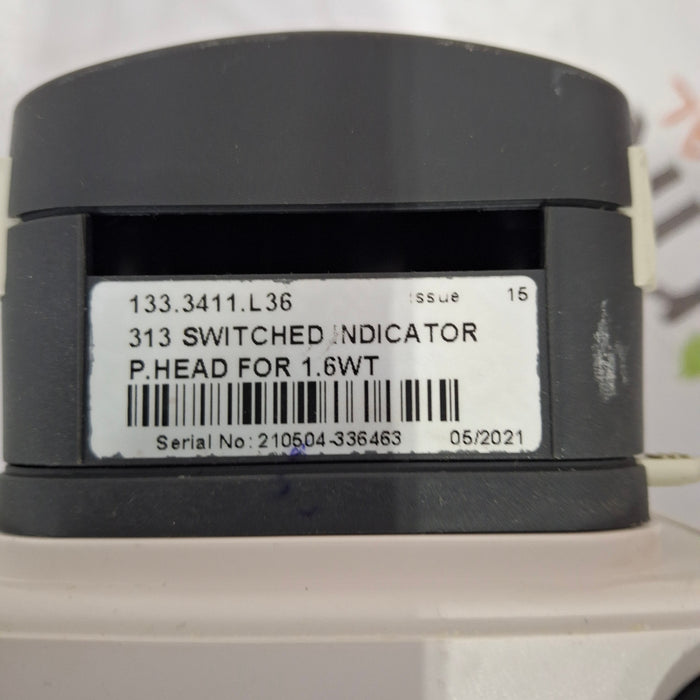 133.3411.L36 Issue 15
313 SWITCHED INDICATOR
P.HEAD FOR 1.6WT
Serial No: 210504-336463 05/2021